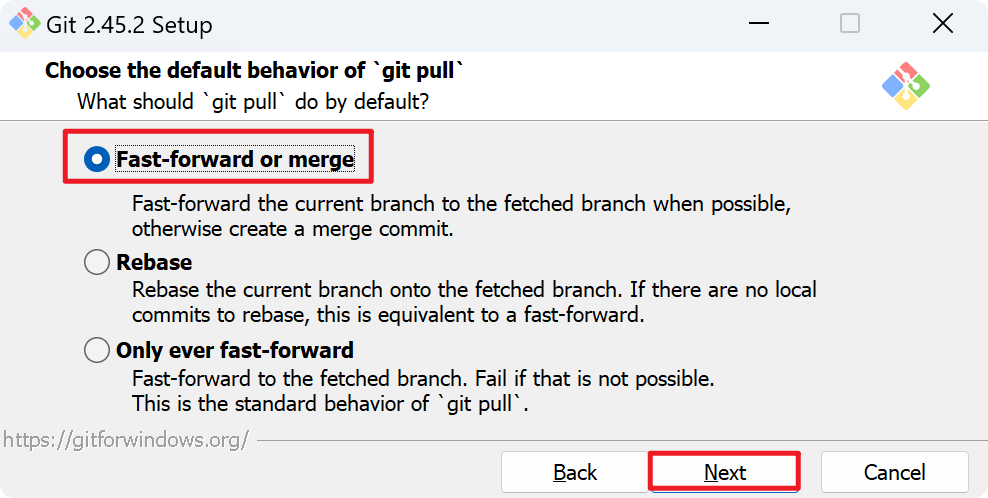 Git 2.45.2 Setup
Choose the default behavior of `git pull`
What should `git pull` do by default?
Fast-forward or merge
Fast-forward the current branch to the fetched branch when possible,
otherwise create a merge commit.
Rebase
Rebase the current branch onto the fetched branch. If there are no local
commits to rebase, this is equivalent to a fast-forward.
Only ever fast-forward
Fast-forward to the fetched branch. Fail if that is not possible.
This is the standard behavior of `git pull`.
https://gitforwindows.org/
Back
Next
Cancel